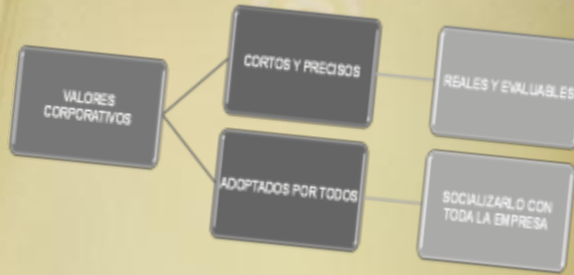 VALORES
CORPORATIVOS
CORTOS Y PRECISOS
REALES Y EVALUABLES
ADOPTADOS POR TODOS
SOCIALIZARLO CON
TODA LA EMPRESA